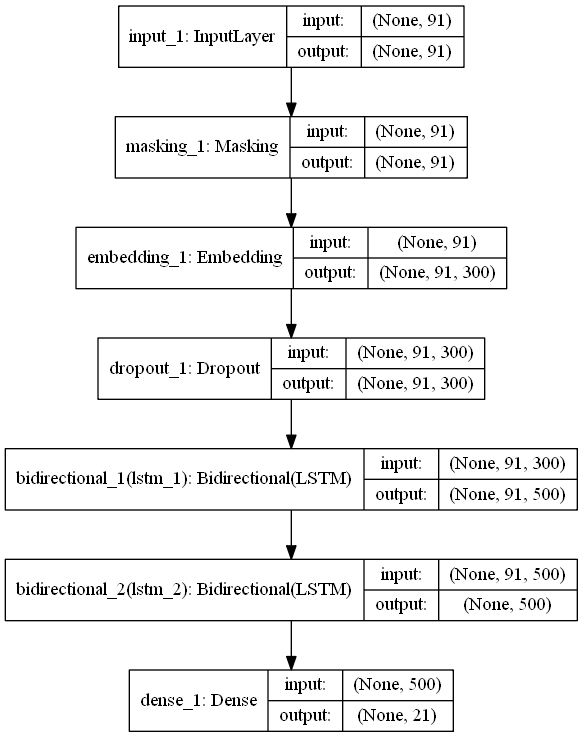 input_1: InputLayer
input: (None, 91)
output: (None, 91)
masking_1: Masking
input: (None, 91)
output: (None, 91)
embedding_1: Embedding
input: (None, 91)
output: (None, 91, 300)
dropout_1: Dropout
input: (None, 91, 300)
output: (None, 91, 300)
bidirectional_1(lstm_1): Bidirectional(LSTM)
input: (None, 91, 300)
output: (None, 91, 500)
bidirectional_2(lstm_2): Bidirectional(LSTM)
input: (None, 91, 500)
output: (None, 500)
dense_1: Dense
input: (None, 500)
output: (None, 21)